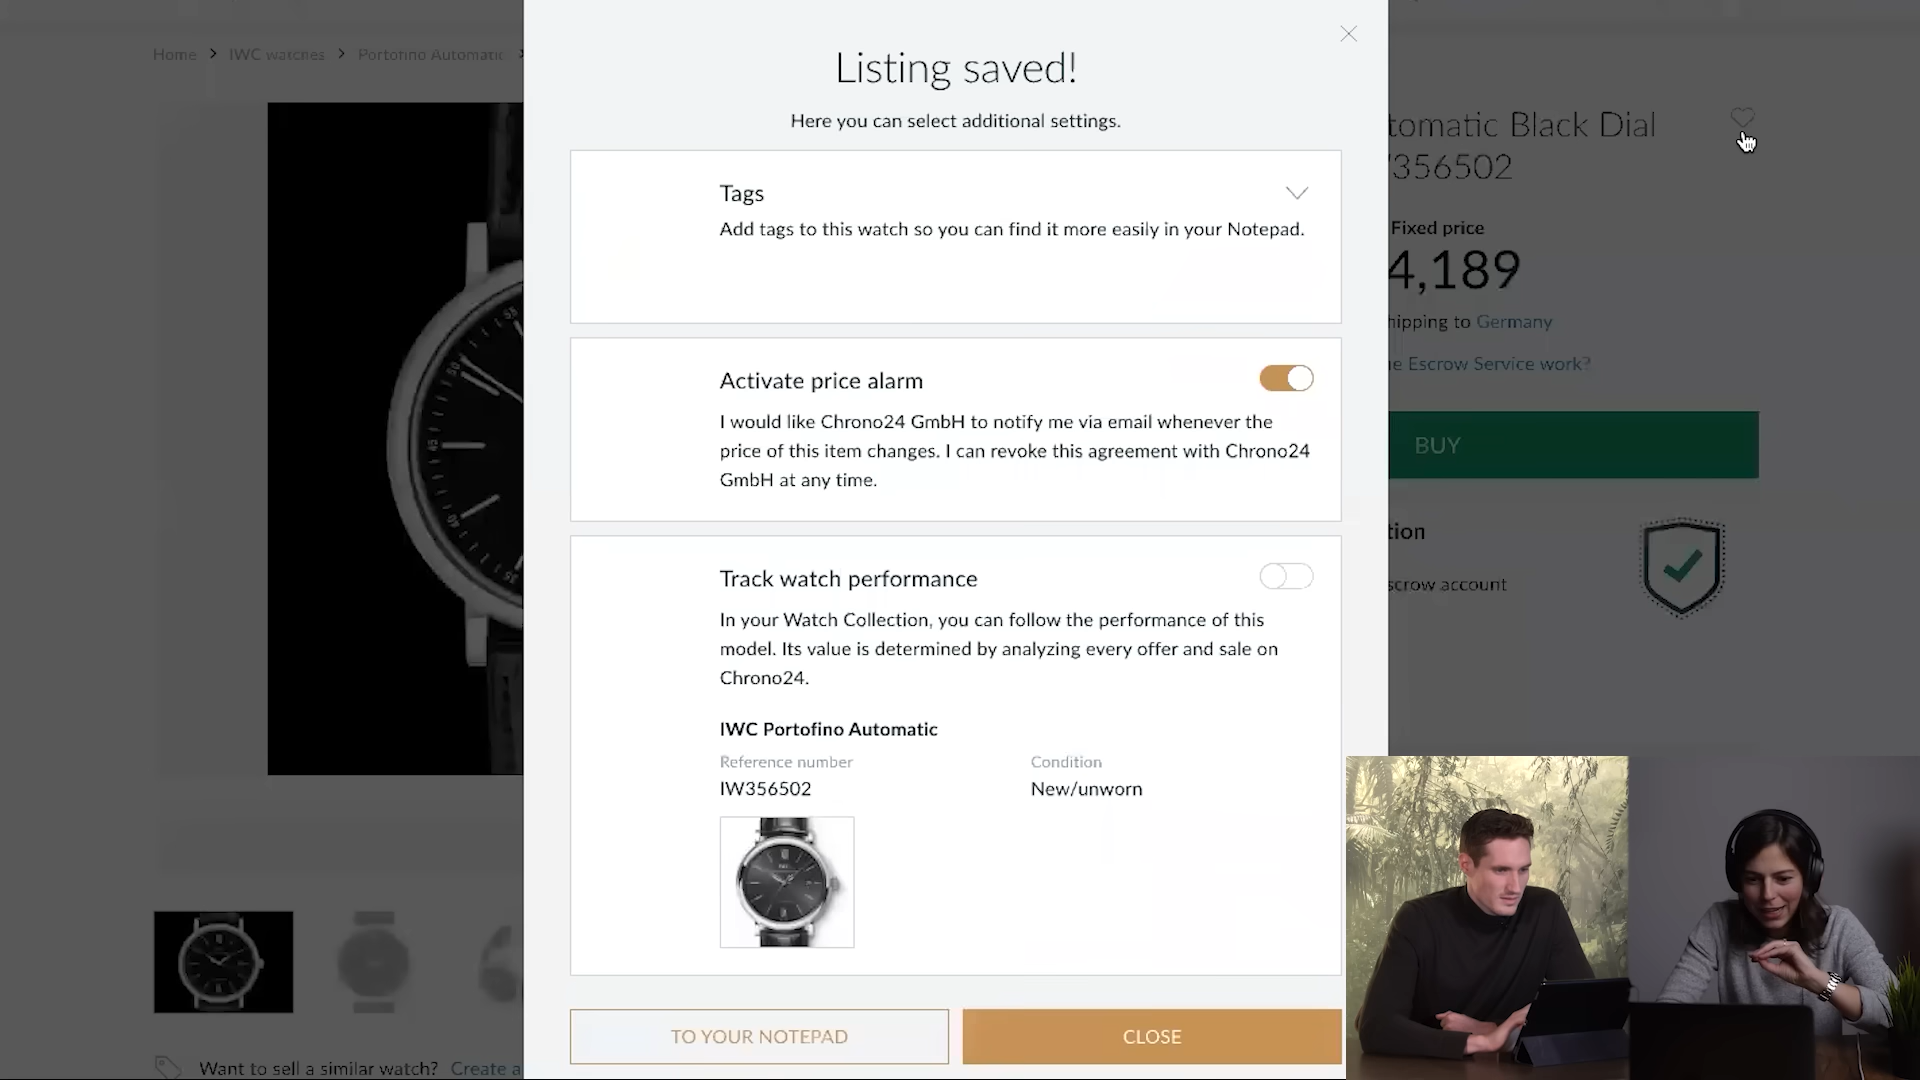 Home > IWC watches > Portofino Automatic >
Listing saved!
Here you can select additional settings.
Tags
Add tags to this watch so you can find it more easily in your Notepad.
Activate price alarm
I would like Chrono24 GmbH to notify me via email whenever the
price of this item changes. I can revoke this agreement with Chrono24
GmbH at any time.
Track watch performance
In your Watch Collection, you can follow the performance of this
model. Its value is determined by analyzing every offer and sale on
Chrono24.
IWC Portofino Automatic
Reference number
IW356502
Condition
New/unworn
TO YOUR NOTEPAD
CLOSE
tomatic Black Dial
356502
Fixed price
4,189
hipping to Germany
e Escrow Service work?
BUY
tion
scrow account
Want to sell a similar watch? Create a
55
50
45
40
35